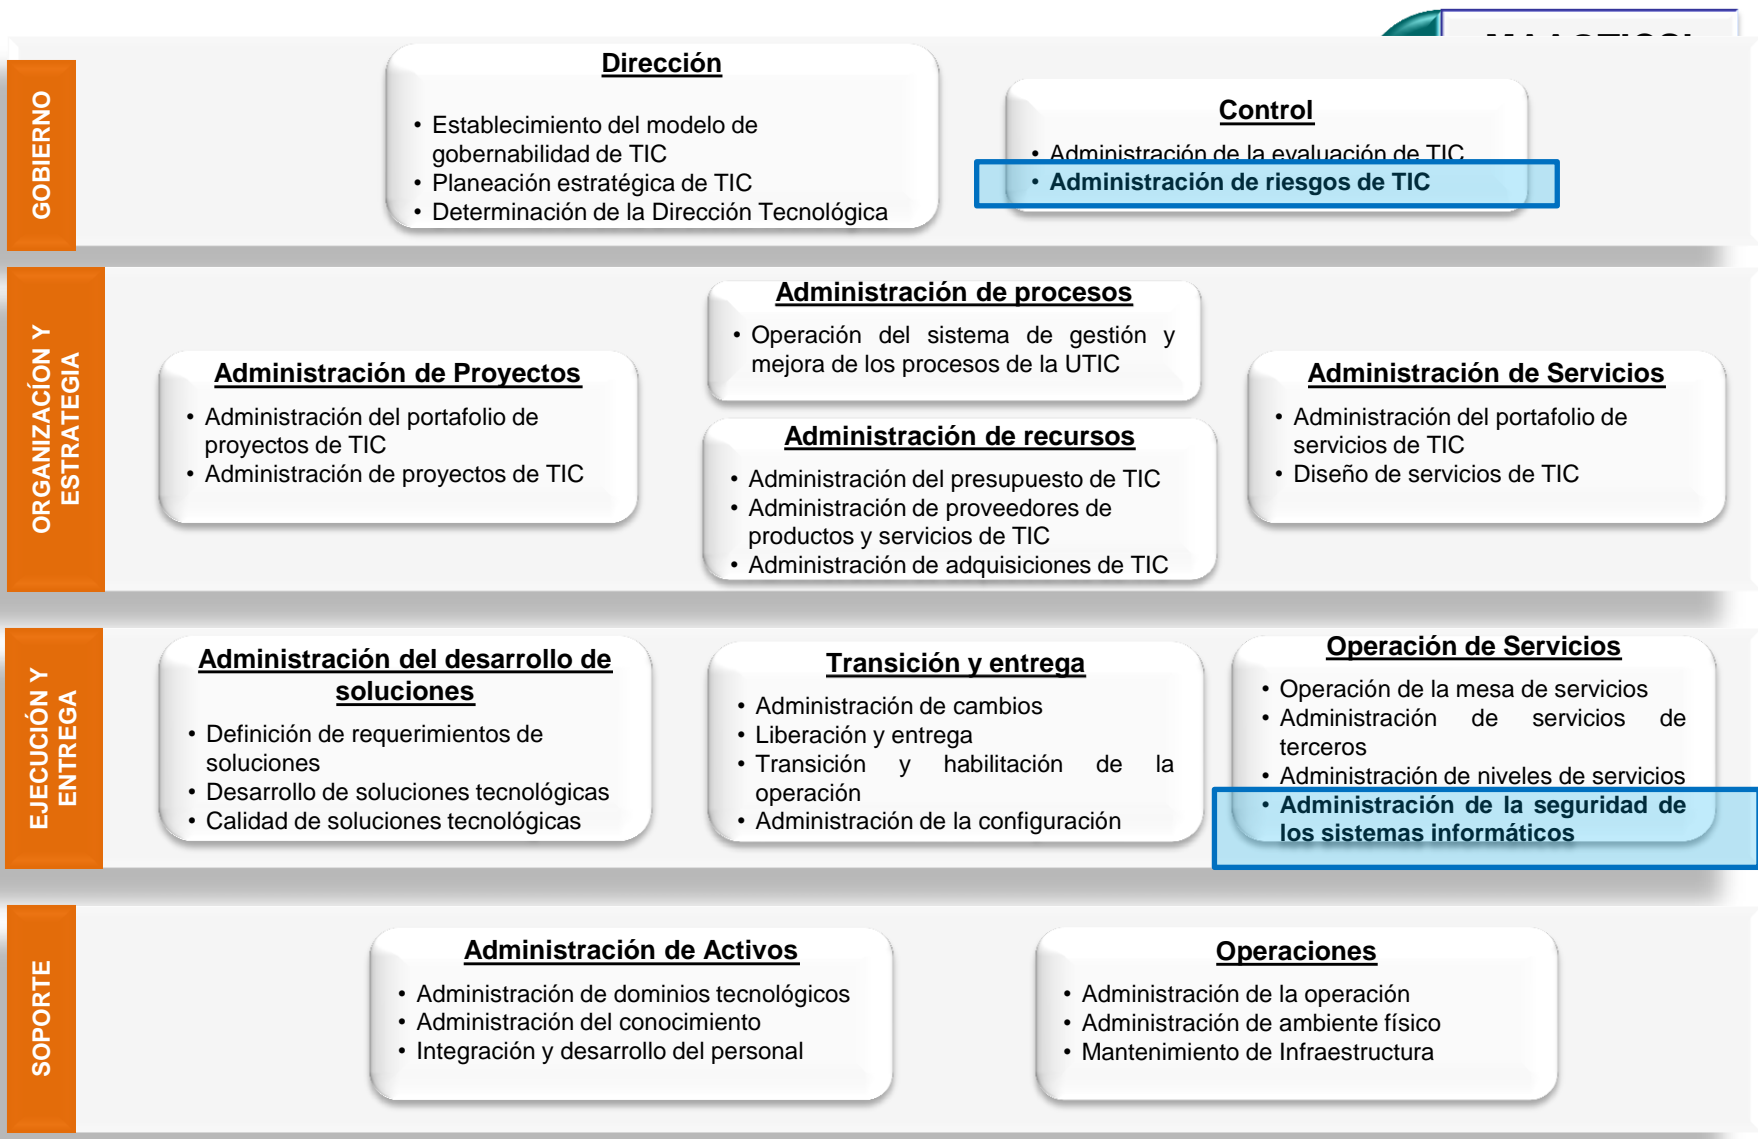 GOBIERNO
Dirección
• Establecimiento del modelo de
gobernabilidad de TIC
• Planeación estratégica de TIC
• Determinación de la Dirección Tecnológica
Control
• Administración de la evaluación de TIC
• Administración de riesgos de TIC
ORGANIZACÍON Y
ESTRATEGIA
Administración de Proyectos
• Administración del portafolio de
proyectos de TIC
• Administración de proyectos de TIC
Administración de procesos
• Operación del sistema de gestión y
mejora de los procesos de la UTIC
Administración de recursos
• Administración del presupuesto de TIC
• Administración de proveedores de
productos y servicios de TIC
• Administración de adquisiciones de TIC
Administración de Servicios
• Administración del portafolio de
servicios de TIC
• Diseño de servicios de TIC
EJECUCIÓN Y
ENTREGA
Administración del desarrollo de
soluciones
• Definición de requerimientos de
soluciones
• Desarrollo de soluciones tecnológicas
• Calidad de soluciones tecnológicas
Transición y entrega
• Administración de cambios
• Liberación y entrega
• Transición y habilitación de la
operación
• Administración de la configuración
Operación de Servicios
• Operación de la mesa de servicios
• Administración de servicios de
terceros
• Administración de niveles de servicios
• Administración de la seguridad de
los sistemas informáticos
SOPORTE
Administración de Activos
• Administración de dominios tecnológicos
• Administración del conocimiento
• Integración y desarrollo del personal
Operaciones
• Administración de la operación
• Administración de ambiente físico
• Mantenimiento de Infraestructura